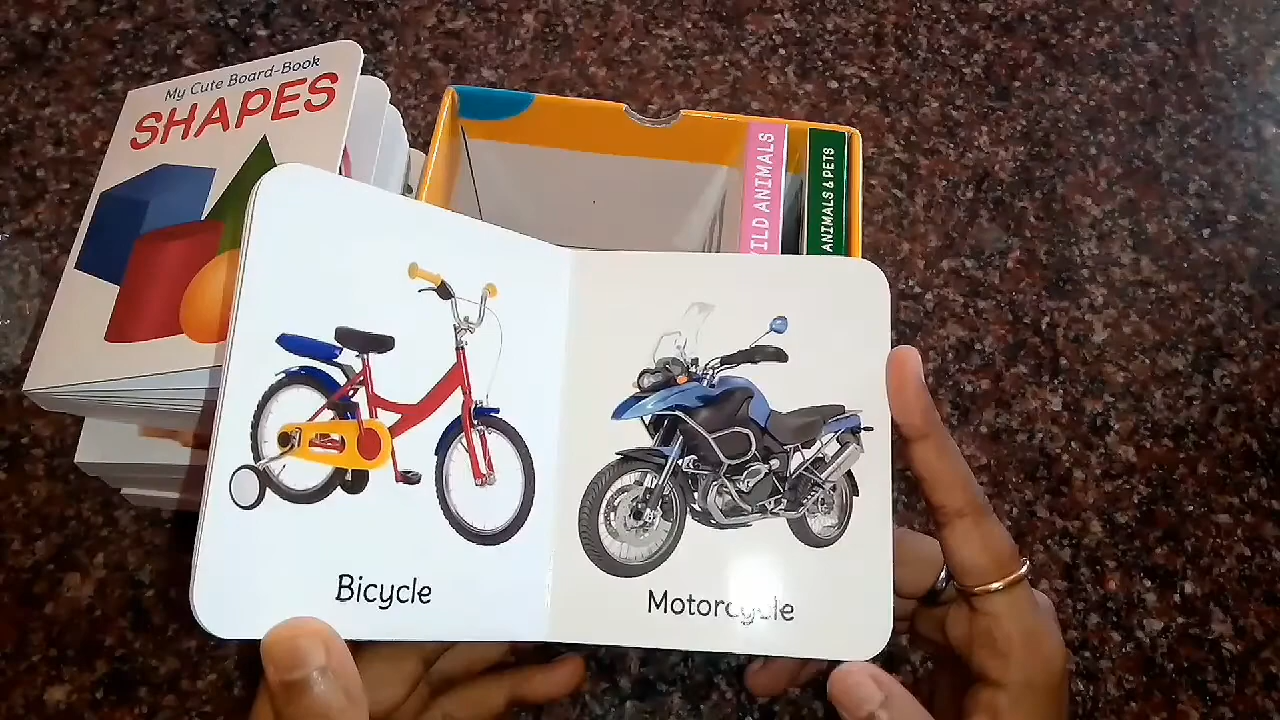 My Cute Board-Book
SHAPES
ILD ANIMALS
ANIMALS & PETS
Bicycle
Motorcycle